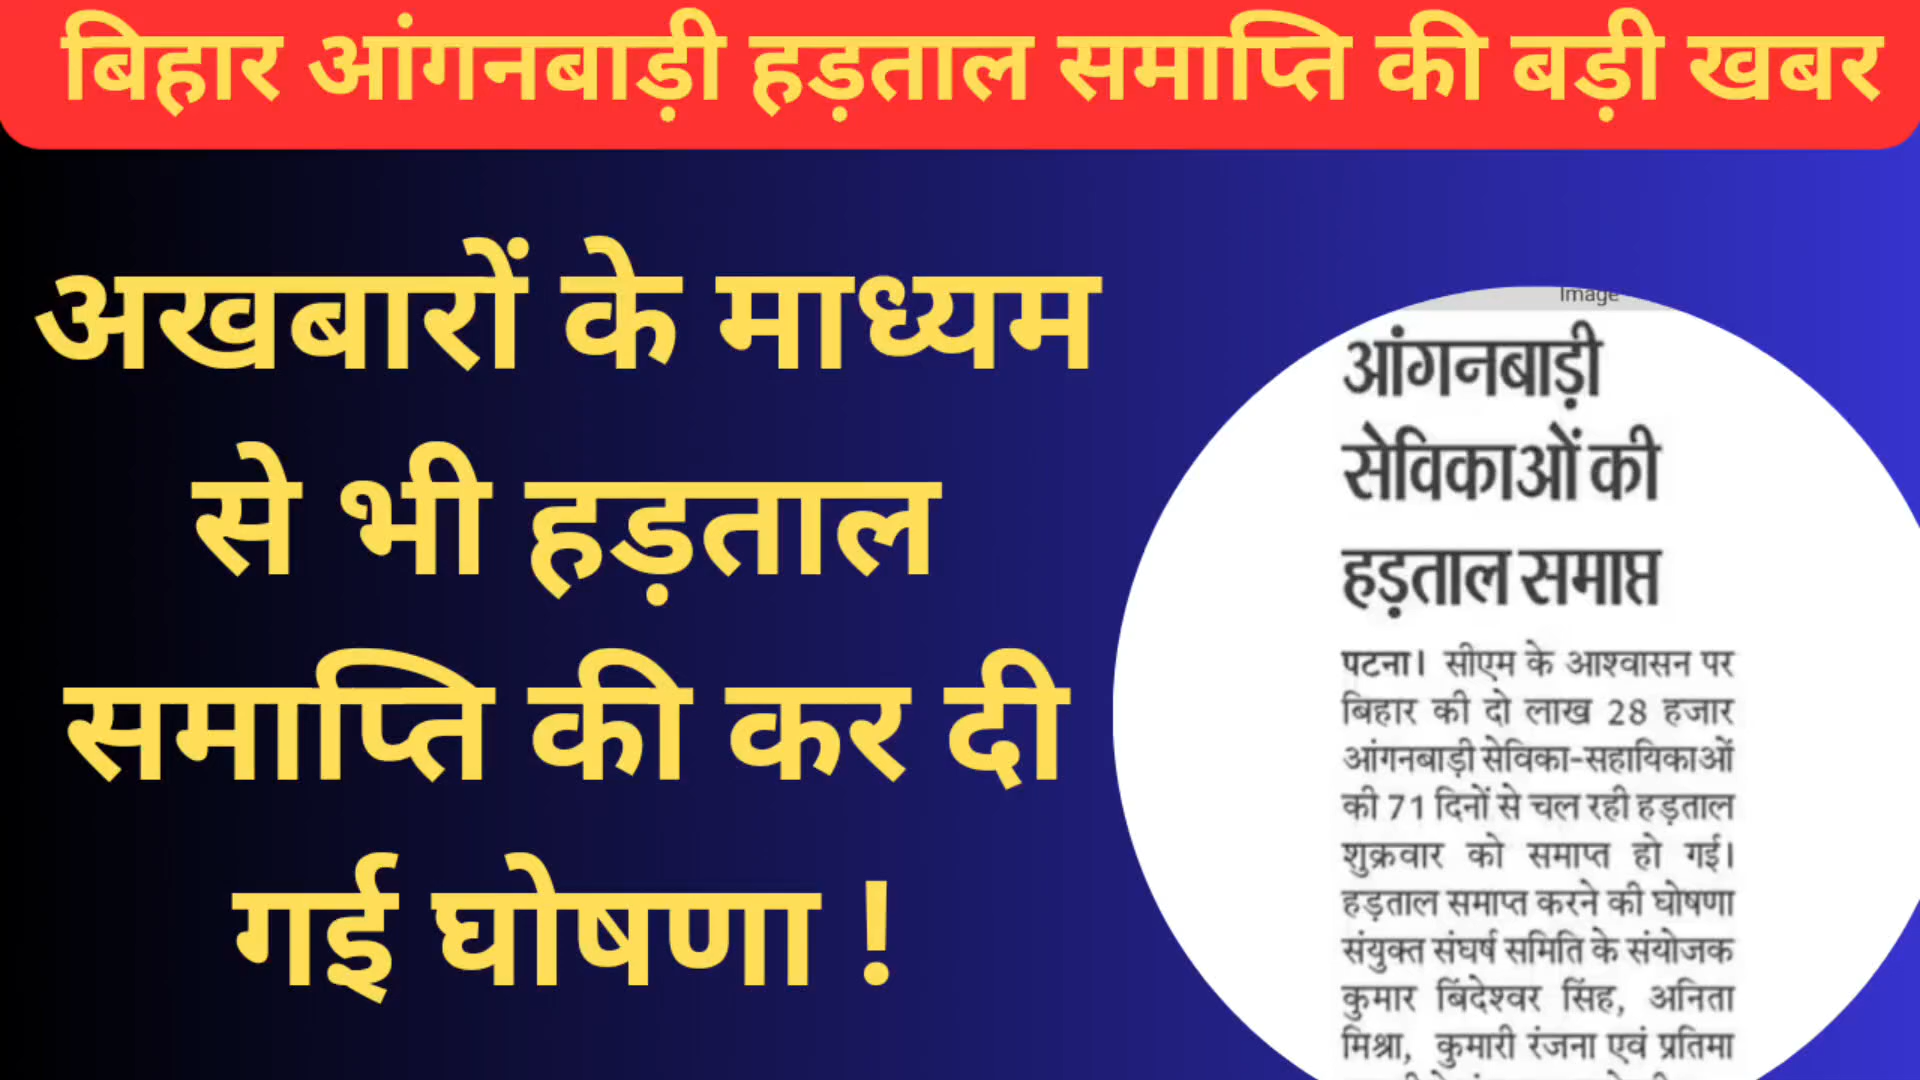 बिहार आंगनबाड़ी हड़ताल समाप्ति की बड़ी खबर
अखबारों के माध्यम
से भी हड़ताल
समाप्ति की कर दी
गई घोषणा !
Image
आंगनबाड़ी
सेविकाओं की
हड़ताल समाप्त
पटना। सीएम के आश्वासन पर
बिहार की दो लाख 28 हजार
आंगनबाड़ी सेविका-सहायिकाओं
की 71 दिनों से चल रही हड़ताल
शुक्रवार को समाप्त हो गई।
हड़ताल समाप्त करने की घोषणा
संयुक्त संघर्ष समिति के संयोजक
कुमार बिंदेश्वर सिंह, अनिता
मिश्रा, कुमारी रंजना एवं प्रतिमा